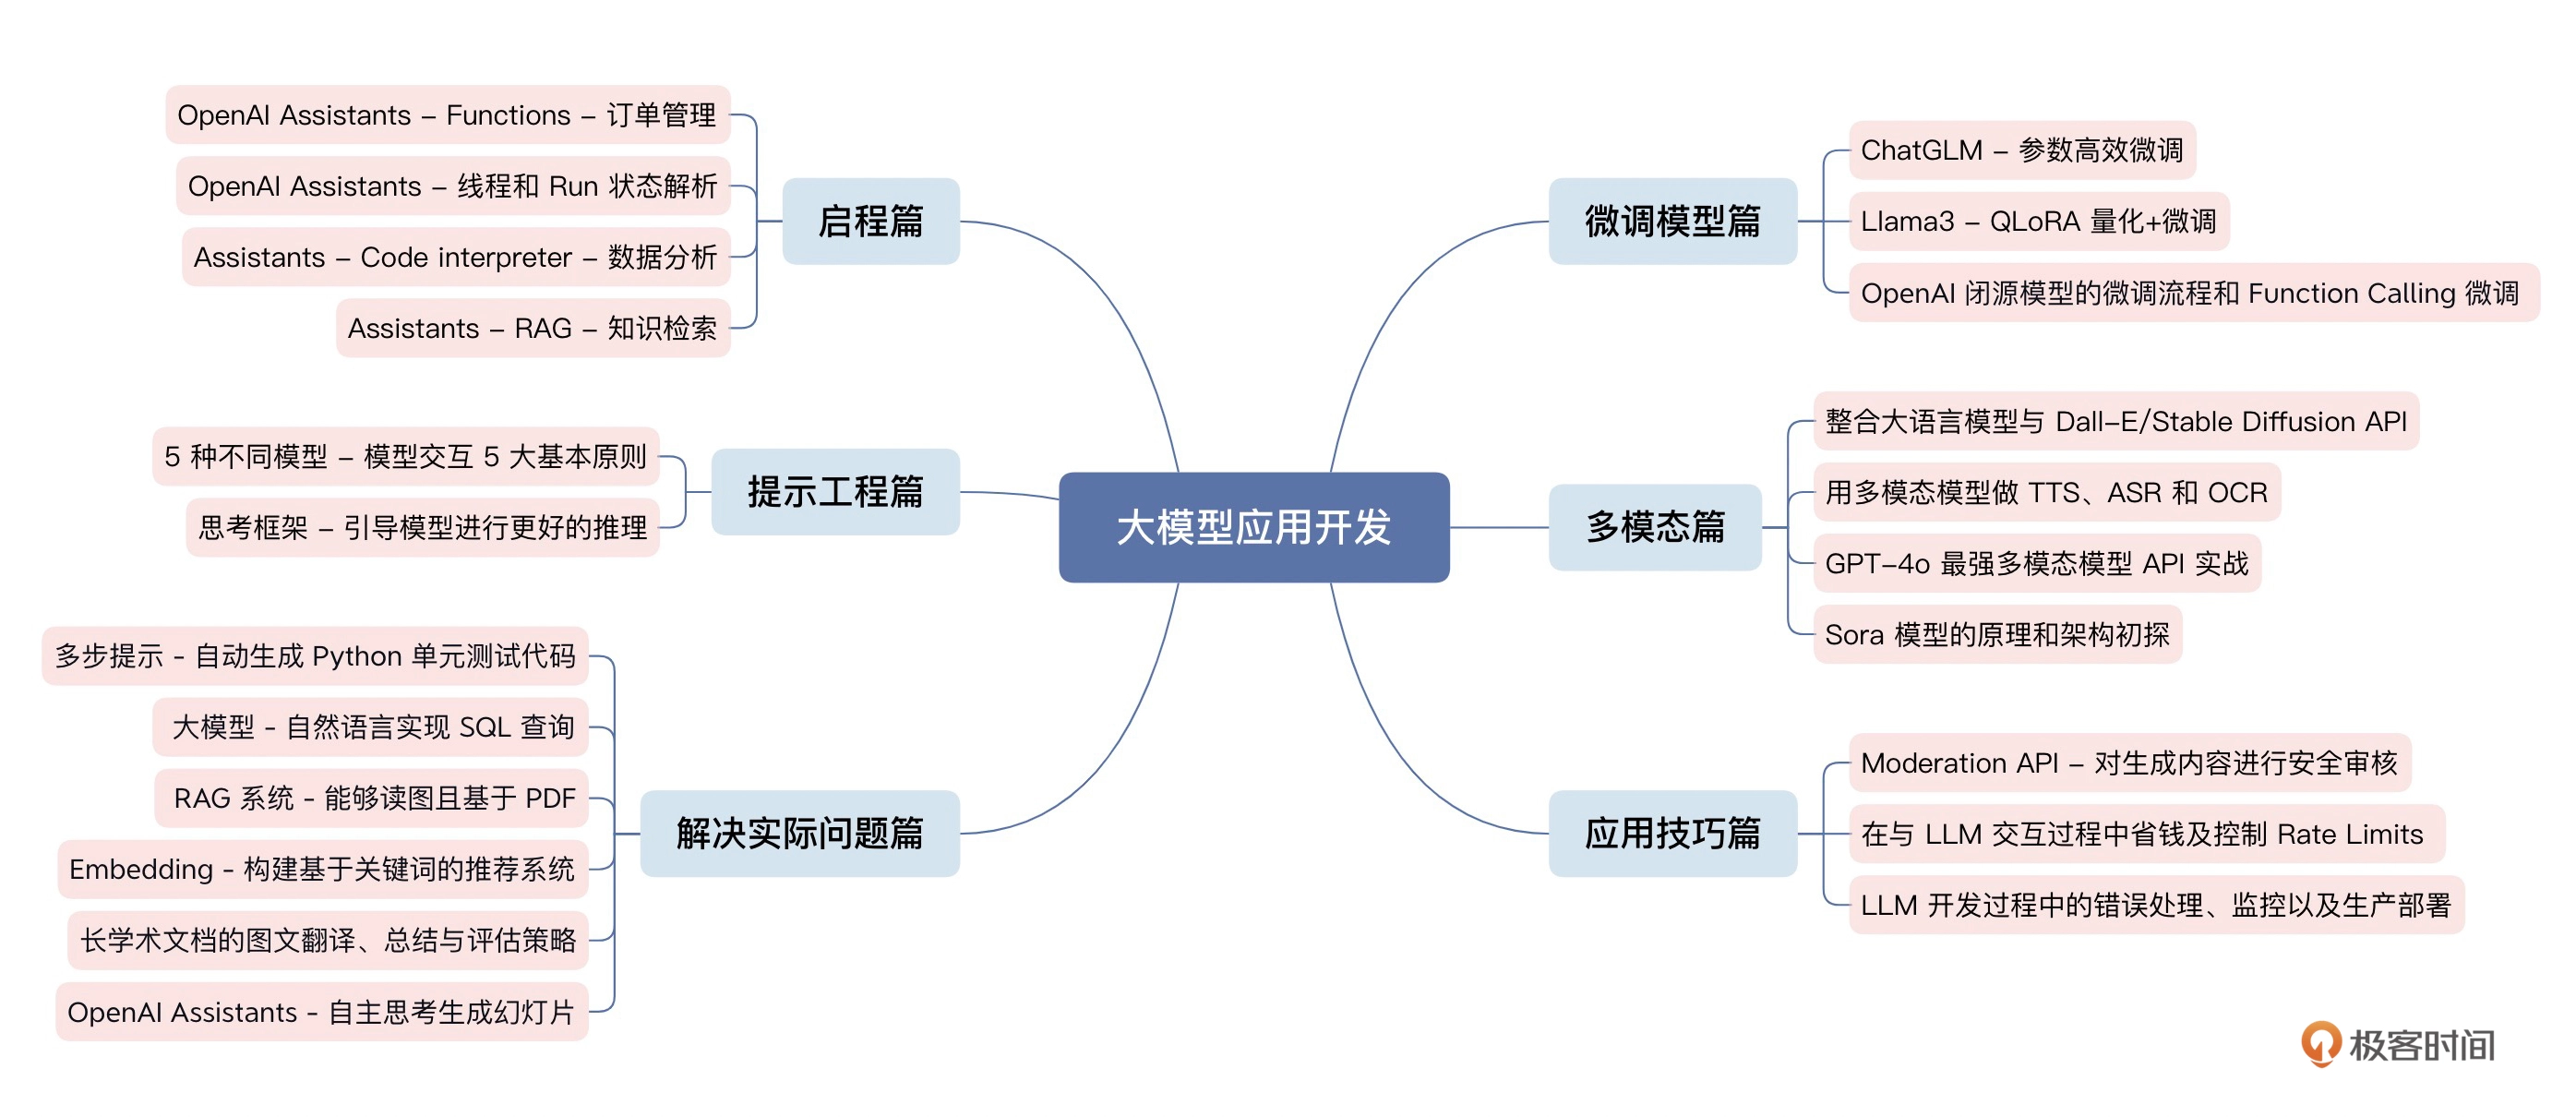 大模型应用开发
启程篇
OpenAI Assistants – Functions – 订单管理
OpenAI Assistants – 线程和 Run 状态解析
Assistants – Code interpreter – 数据分析
Assistants – RAG – 知识检索
提示工程篇
5 种不同模型 – 模型交互 5 大基本原则
思考框架 – 引导模型进行更好的推理
解决实际问题篇
多步提示 - 自动生成 Python 单元测试代码
大模型 - 自然语言实现 SQL 查询
RAG 系统 - 能够读图且基于 PDF
Embedding - 构建基于关键词的推荐系统
长学术文档的图文翻译、总结与评估策略
OpenAI Assistants - 自主思考生成幻灯片
微调模型篇
ChatGLM – 参数高效微调
Llama3 – QLoRA 量化+微调
OpenAI 闭源模型的微调流程和 Function Calling 微调
多模态篇
整合大语言模型与 Dall-E/Stable Diffusion API
用多模态模型做 TTS、ASR 和 OCR
GPT-4o 最强多模态模型 API 实战
Sora 模型的原理和架构初探
应用技巧篇
Moderation API – 对生成内容进行安全审核
在与 LLM 交互过程中省钱及控制 Rate Limits
LLM 开发过程中的错误处理、监控以及生产部署
极客时间